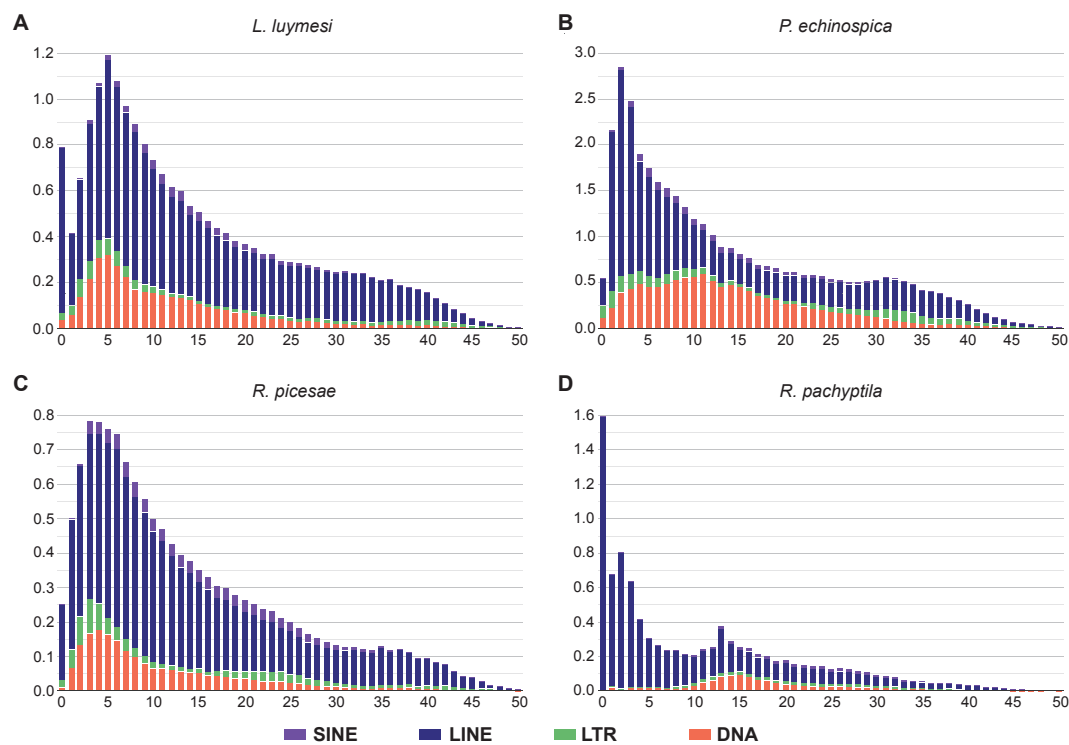 A
L. luymesi
1.2
1.0
0.8
0.6
0.4
0.2
0.0
0 5 10 15 20 25 30 35 40 45 50
B
P. echinospica
3.0
2.5
2.0
1.5
1.0
0.5
0.0
0 5 10 15 20 25 30 35 40 45 50
C
R. picesae
0.8
0.7
0.6
0.5
0.4
0.3
0.2
0.1
0.0
0 5 10 15 20 25 30 35 40 45 50
D
R. pachyptila
1.6
1.4
1.2
1.0
0.8
0.6
0.4
0.2
0.0
0 5 10 15 20 25 30 35 40 45 50
SINE LINE LTR DNA